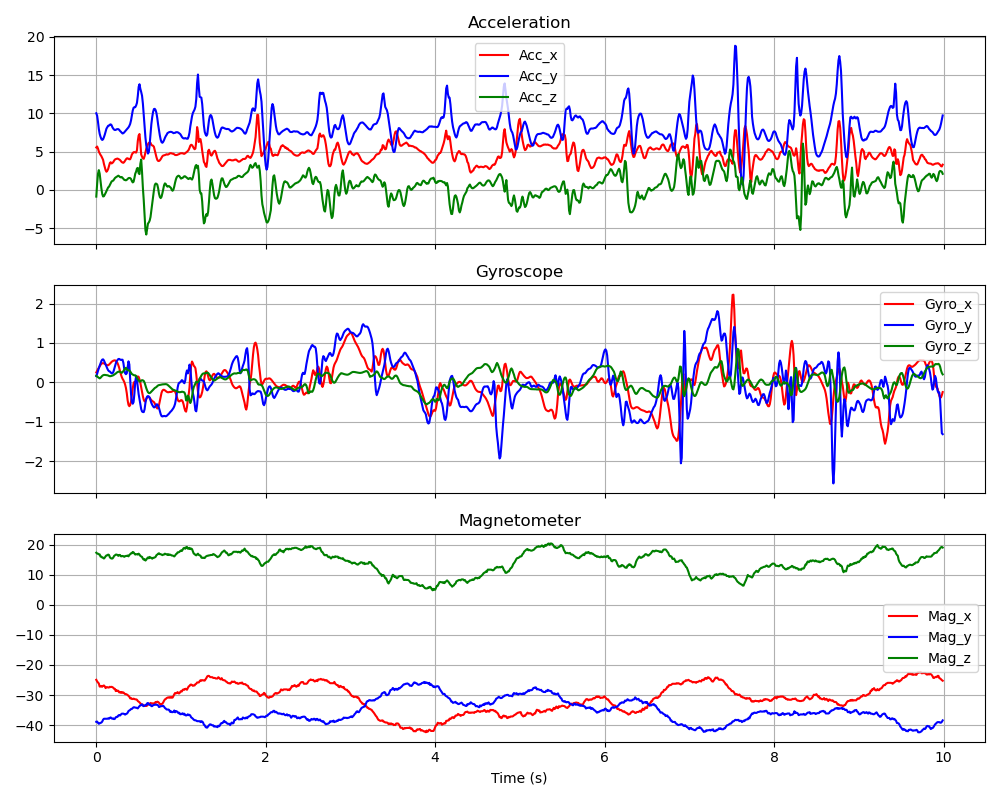 Acceleration
20
15
10
5
0
−5
Acc_x
Acc_y
Acc_z
Gyroscope
2
1
0
−1
−2
Gyro_x
Gyro_y
Gyro_z
Magnetometer
20
10
0
−10
−20
−30
−40
Mag_x
Mag_y
Mag_z
0 2 4 6 8 10
Time (s)